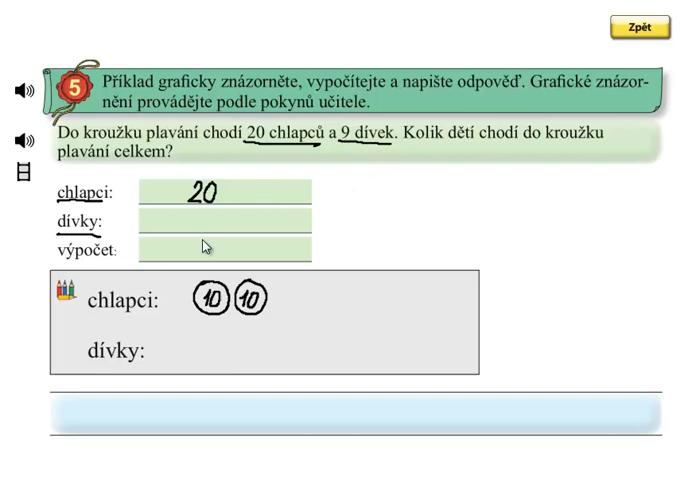 Zpět
5 Příklad graficky znázorněte, vypočítejte a napište odpověď. Grafické znázor-
nění provádějte podle pokynů učitele.
Do kroužku plavání chodí 20 chlapců a 9 dívek. Kolik dětí chodí do kroužku
plavání celkem?
chlapci: 20
dívky:
výpočet:
chlapci: 10 10
dívky: